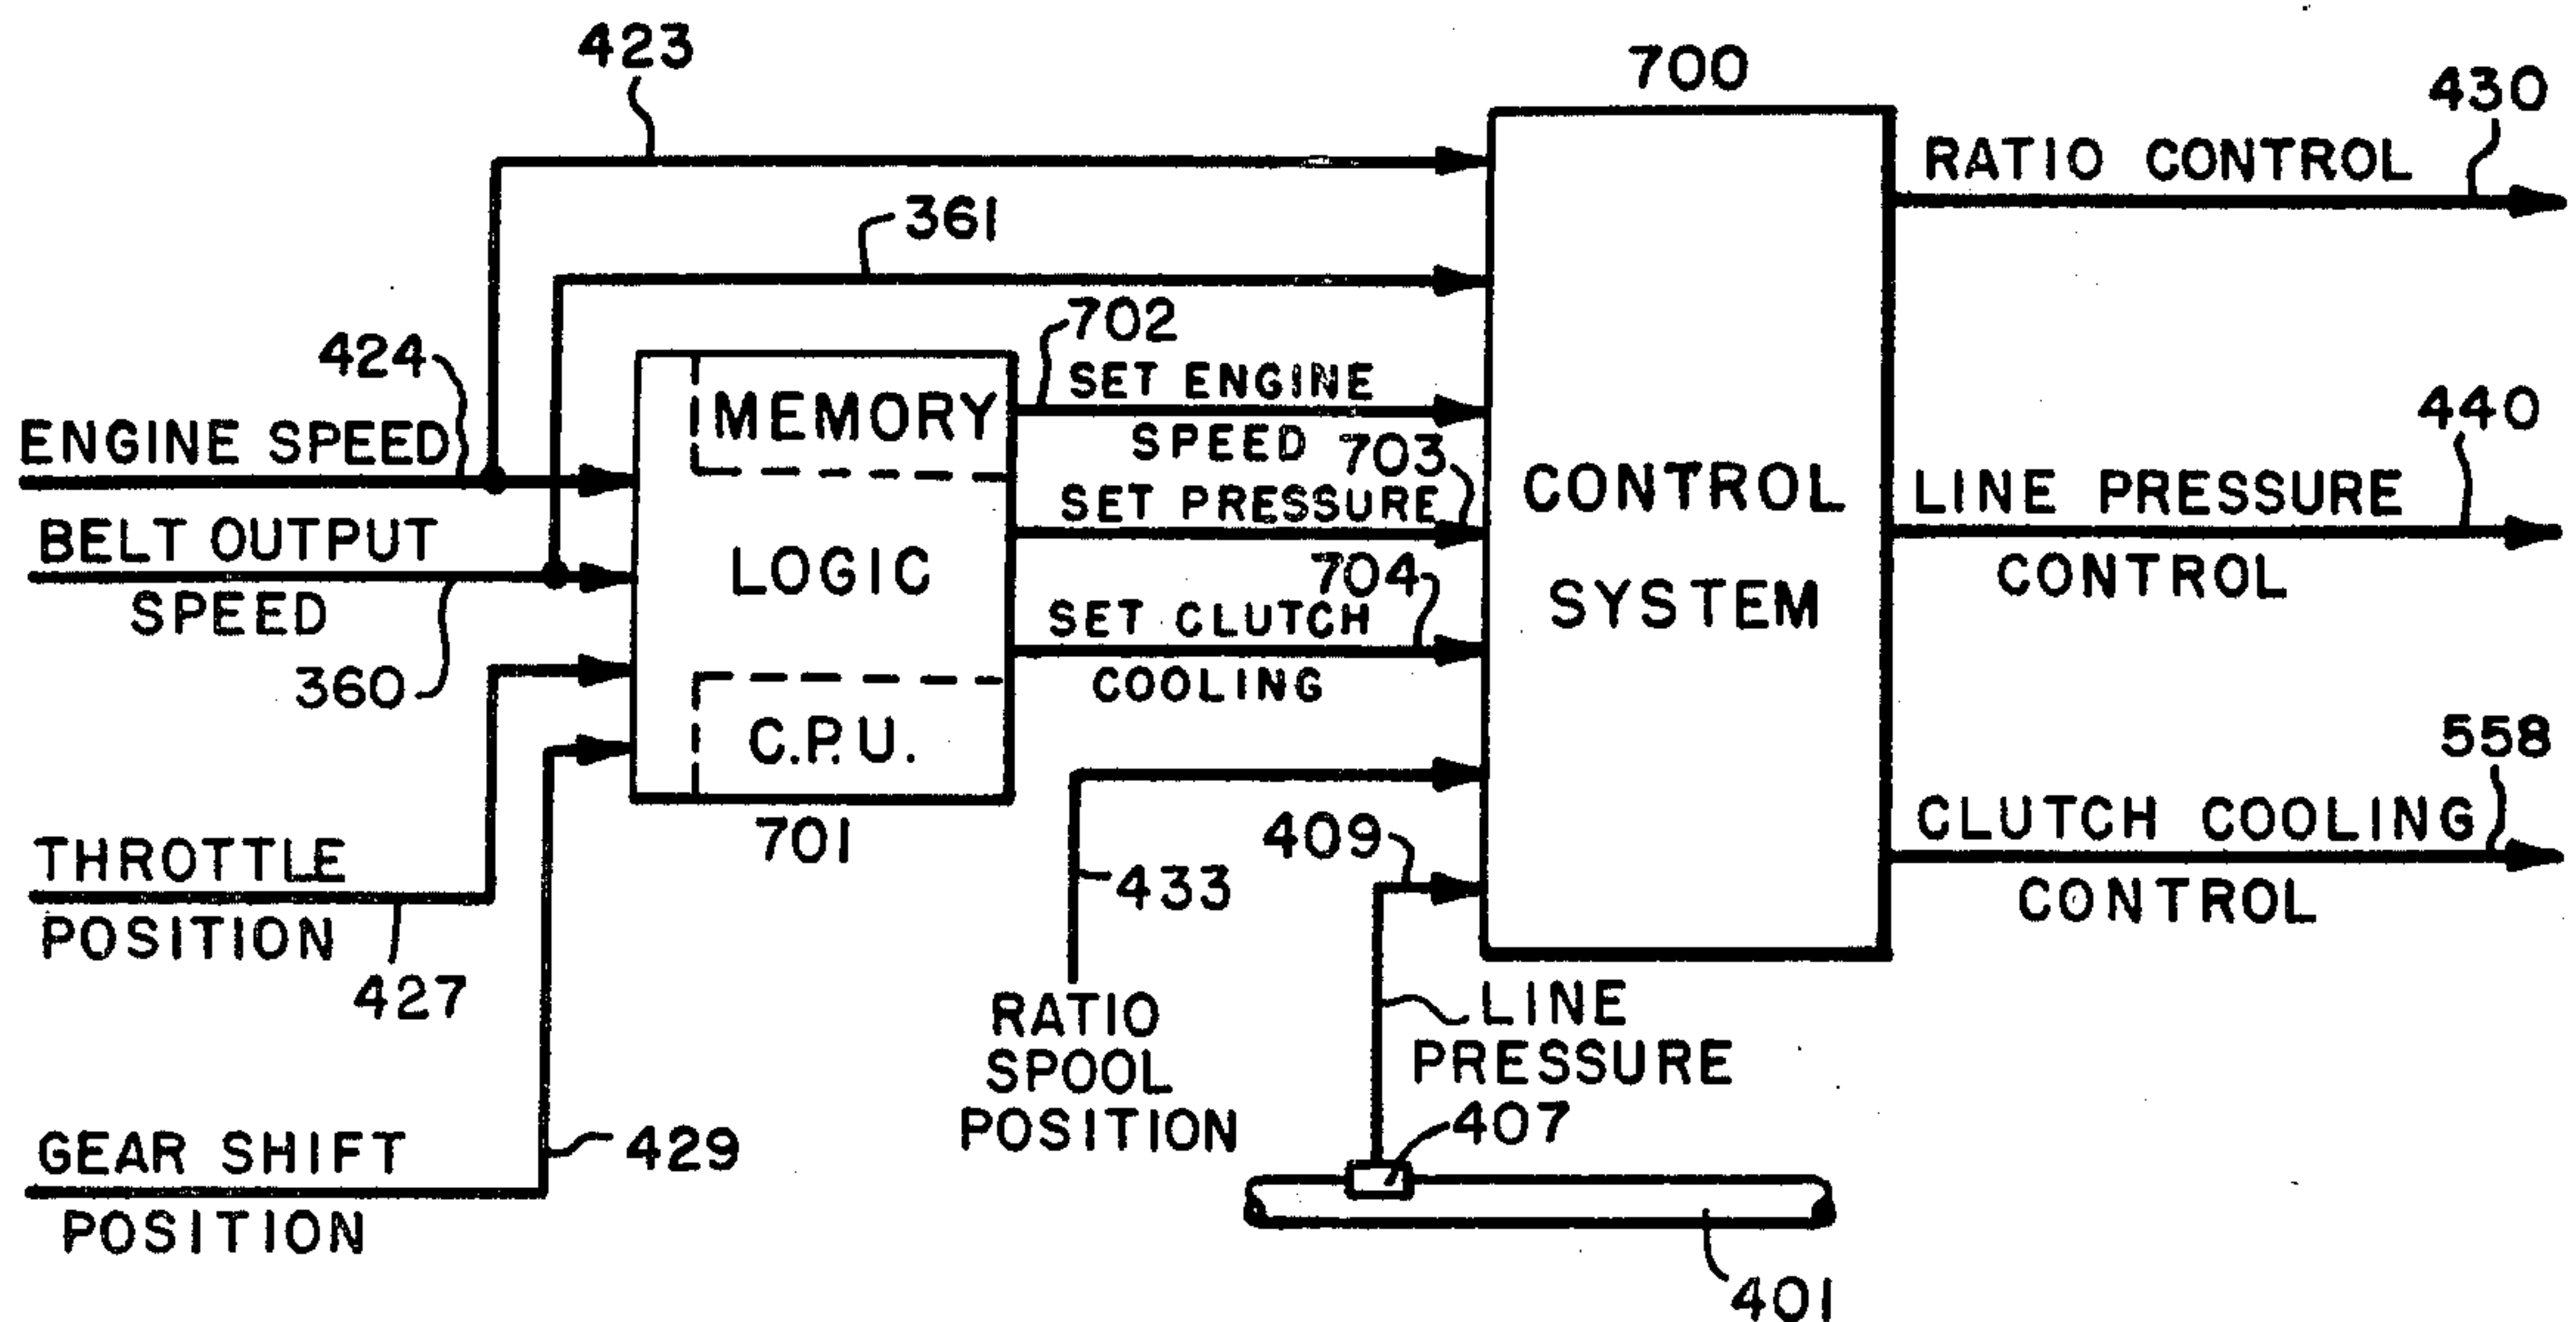 423
700
430
RATIO CONTROL
361
702
424
SET ENGINE
SPEED
MEMORY
440
ENGINE SPEED
703
SET PRESSURE
CONTROL
SYSTEM
LINE PRESSURE
CONTROL
BELT OUTPUT
SPEED
LOGIC
704
SET CLUTCH
COOLING
360
C.P.U.
558
CLUTCH COOLING
CONTROL
701
409
433
THROTTLE
POSITION
427
RATIO
SPOOL
POSITION
LINE
PRESSURE
407
GEAR SHIFT
POSITION
429
401